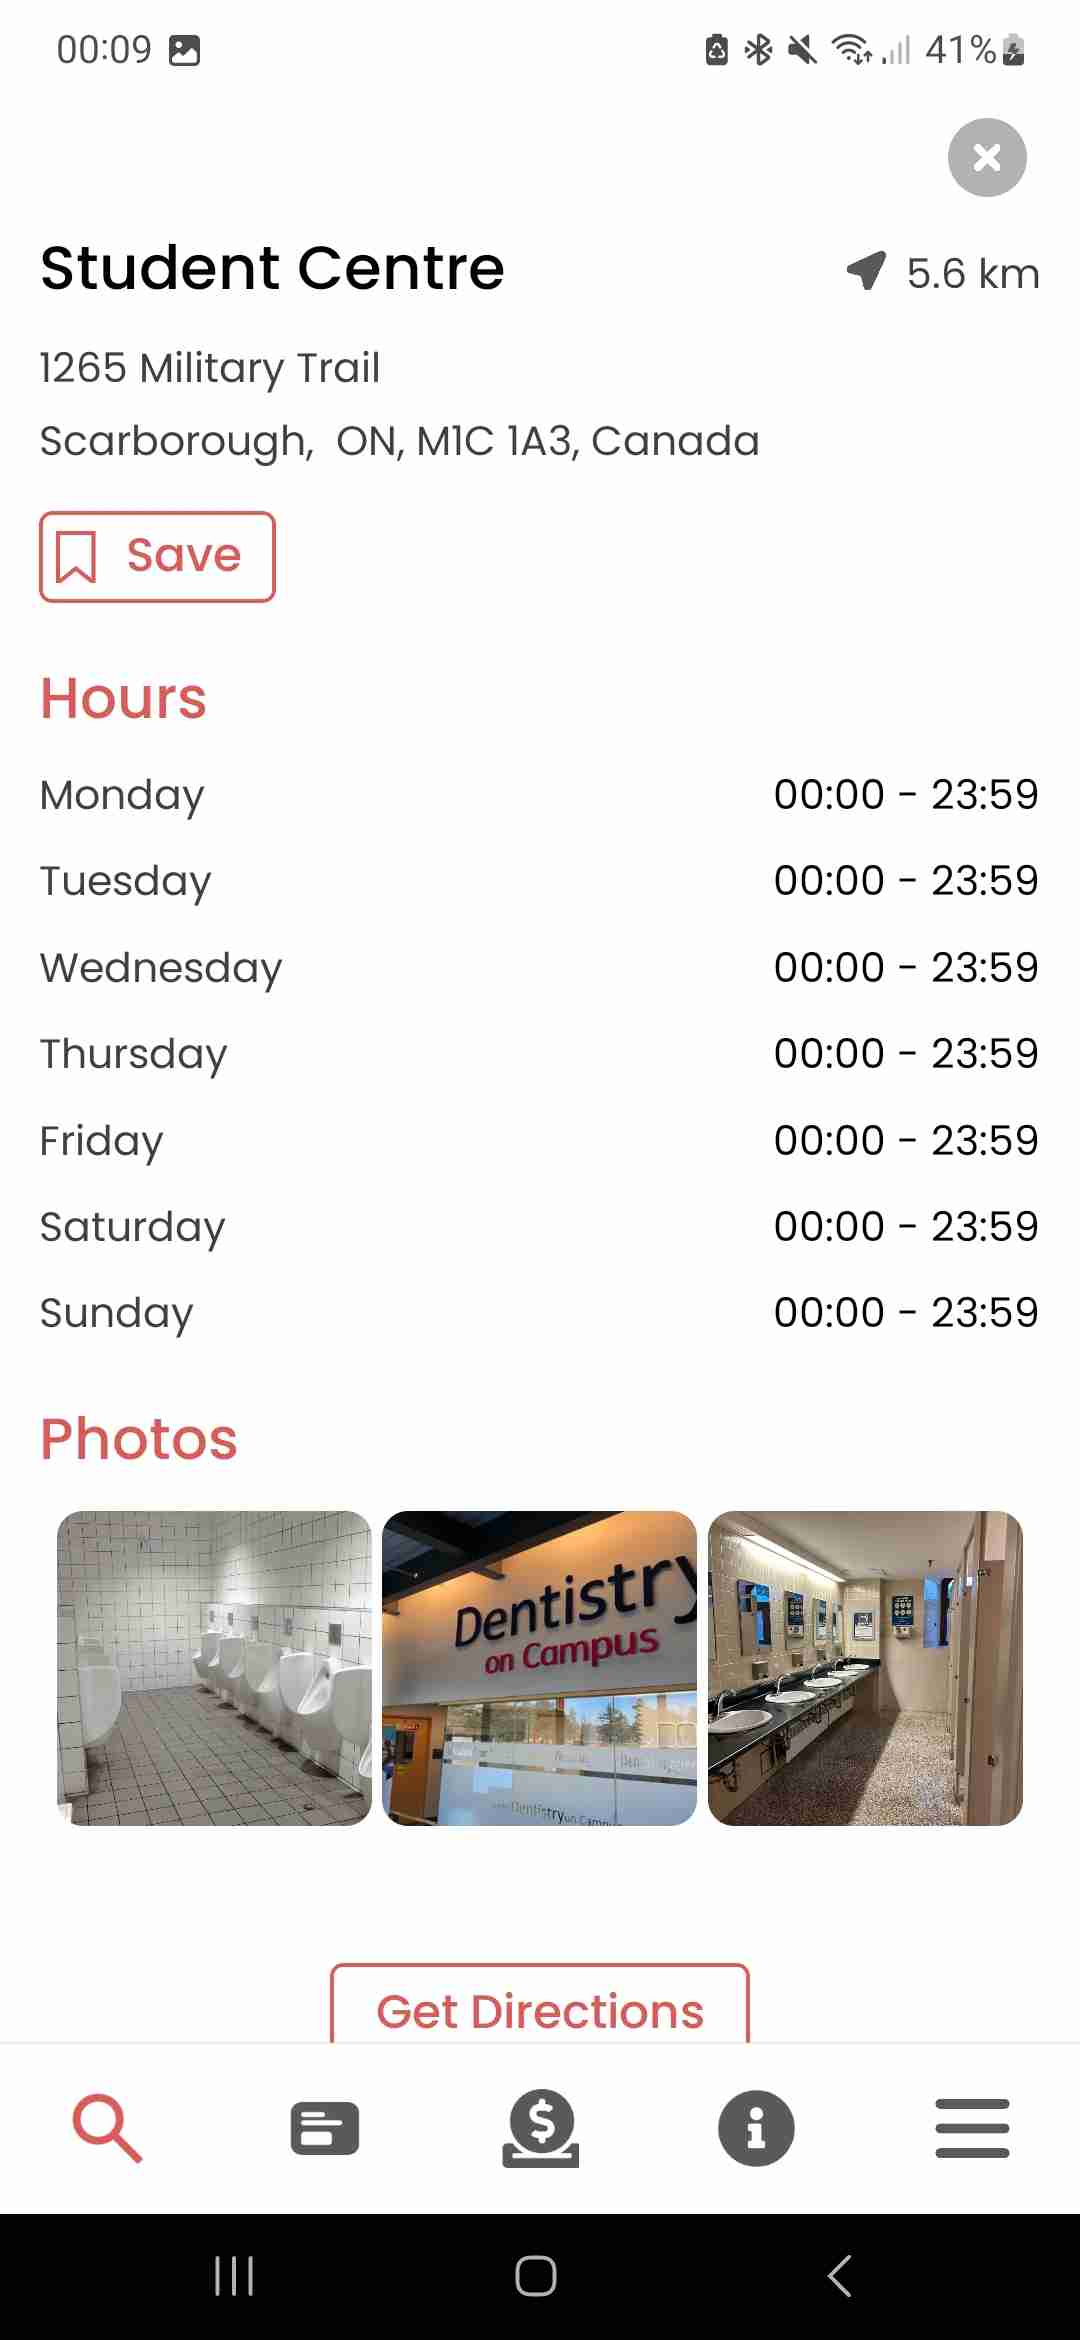 00:09
41%
Student Centre
5.6 km
1265 Military Trail
Scarborough, ON, M1C 1A3, Canada
Save
Hours
Monday 00:00 - 23:59
Tuesday 00:00 - 23:59
Wednesday 00:00 - 23:59
Thursday 00:00 - 23:59
Friday 00:00 - 23:59
Saturday 00:00 - 23:59
Sunday 00:00 - 23:59
Photos
Dentistry
on Campus
Get Directions